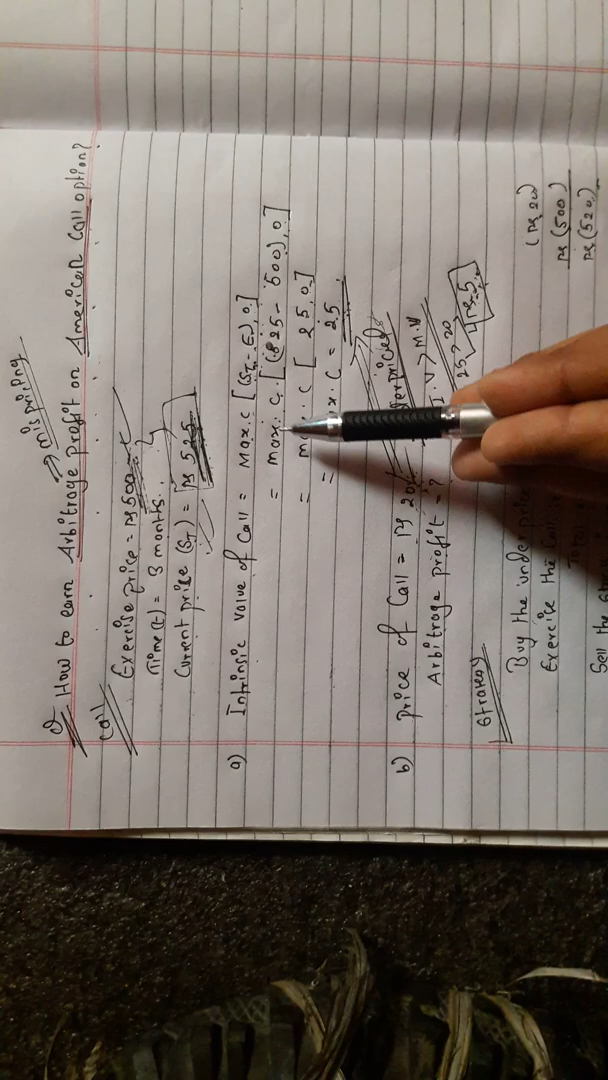 → mispricing
Q How to earn Arbitrage profit on American Call option?
Call
Exercise price = Rs 500
Time (t) = 3 months.
Current price (ST) = Rs 525
a) Intrinsic value of Call = Max. C [(ST - E), 0]
= Max. C. [(525 - 500), 0]
= C [25, 0]
= C = 25
b) price of Call = Rs 20/
Arbitrage profit = ? I.V > M.V
25 > 20
Rs 5
Strategy
Buy the underpric (Rs 20)
Exercise the Call Rs (500)
Total Rs (520)
Sell the